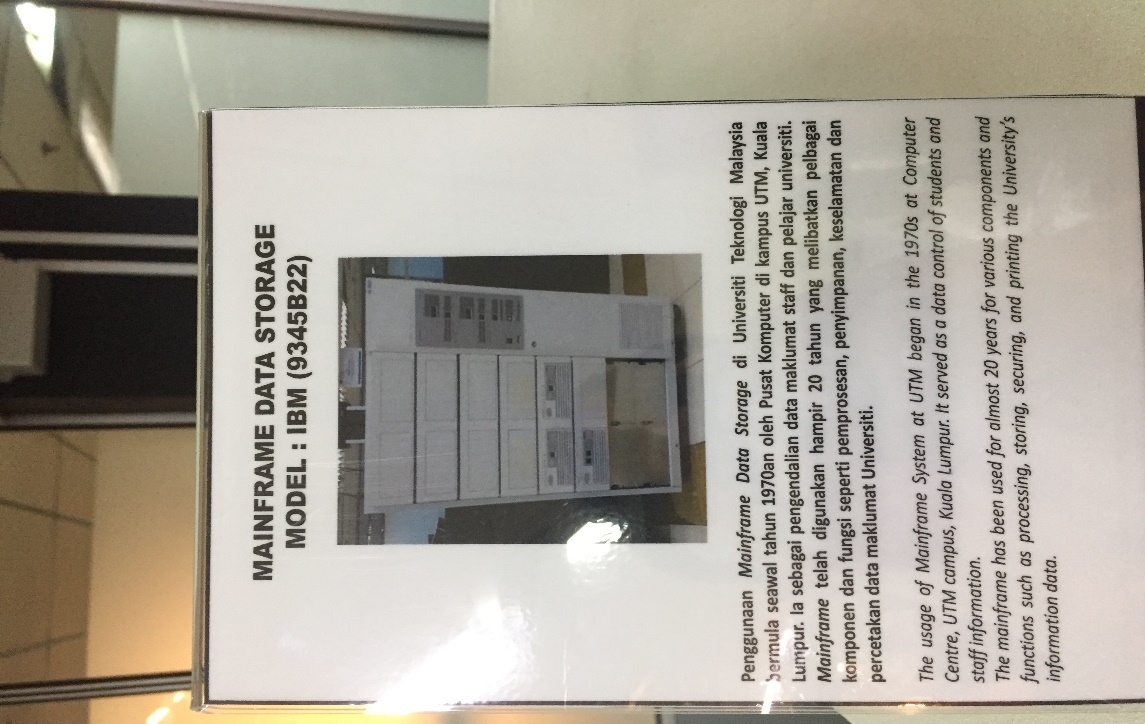 MAINFRAME DATA STORAGE
MODEL : IBM (9345B22)
Penggunaan Mainframe Data Storage di Universiti Teknologi Malaysia
bermula seawal tahun 1970an oleh Pusat Komputer di kampus UTM, Kuala
Lumpur. Ia sebagai pengendalian data maklumat staff dan pelajar universiti.
Mainframe telah digunakan hampir 20 tahun yang melibatkan pelbagai
komponen dan fungsi seperti pemprosesan, penyimpanan, keselamatan dan
percetakan data maklumat Universiti.
The usage of Mainframe System at UTM began in the 1970s at Computer
Centre, UTM campus, Kuala Lumpur. It served as a data control of students and
staff information.
The mainframe has been used for almost 20 years for various components and
functions such as processing, storing, securing, and printing the University's
information data.